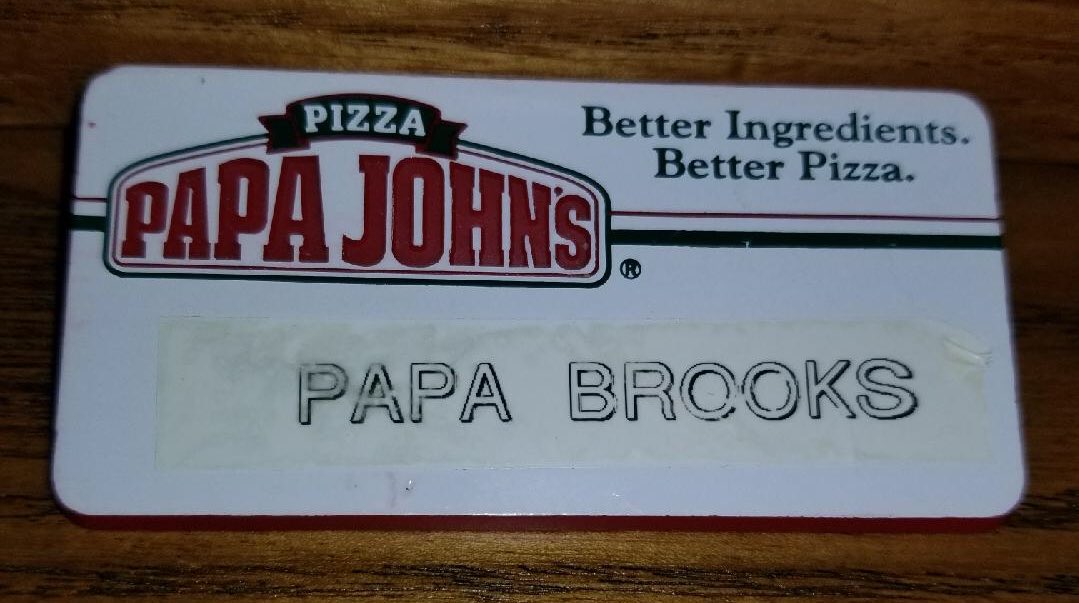 PIZZA
PAPA JOHN'S
®
Better Ingredients.
Better Pizza.
PAPA BROOKS